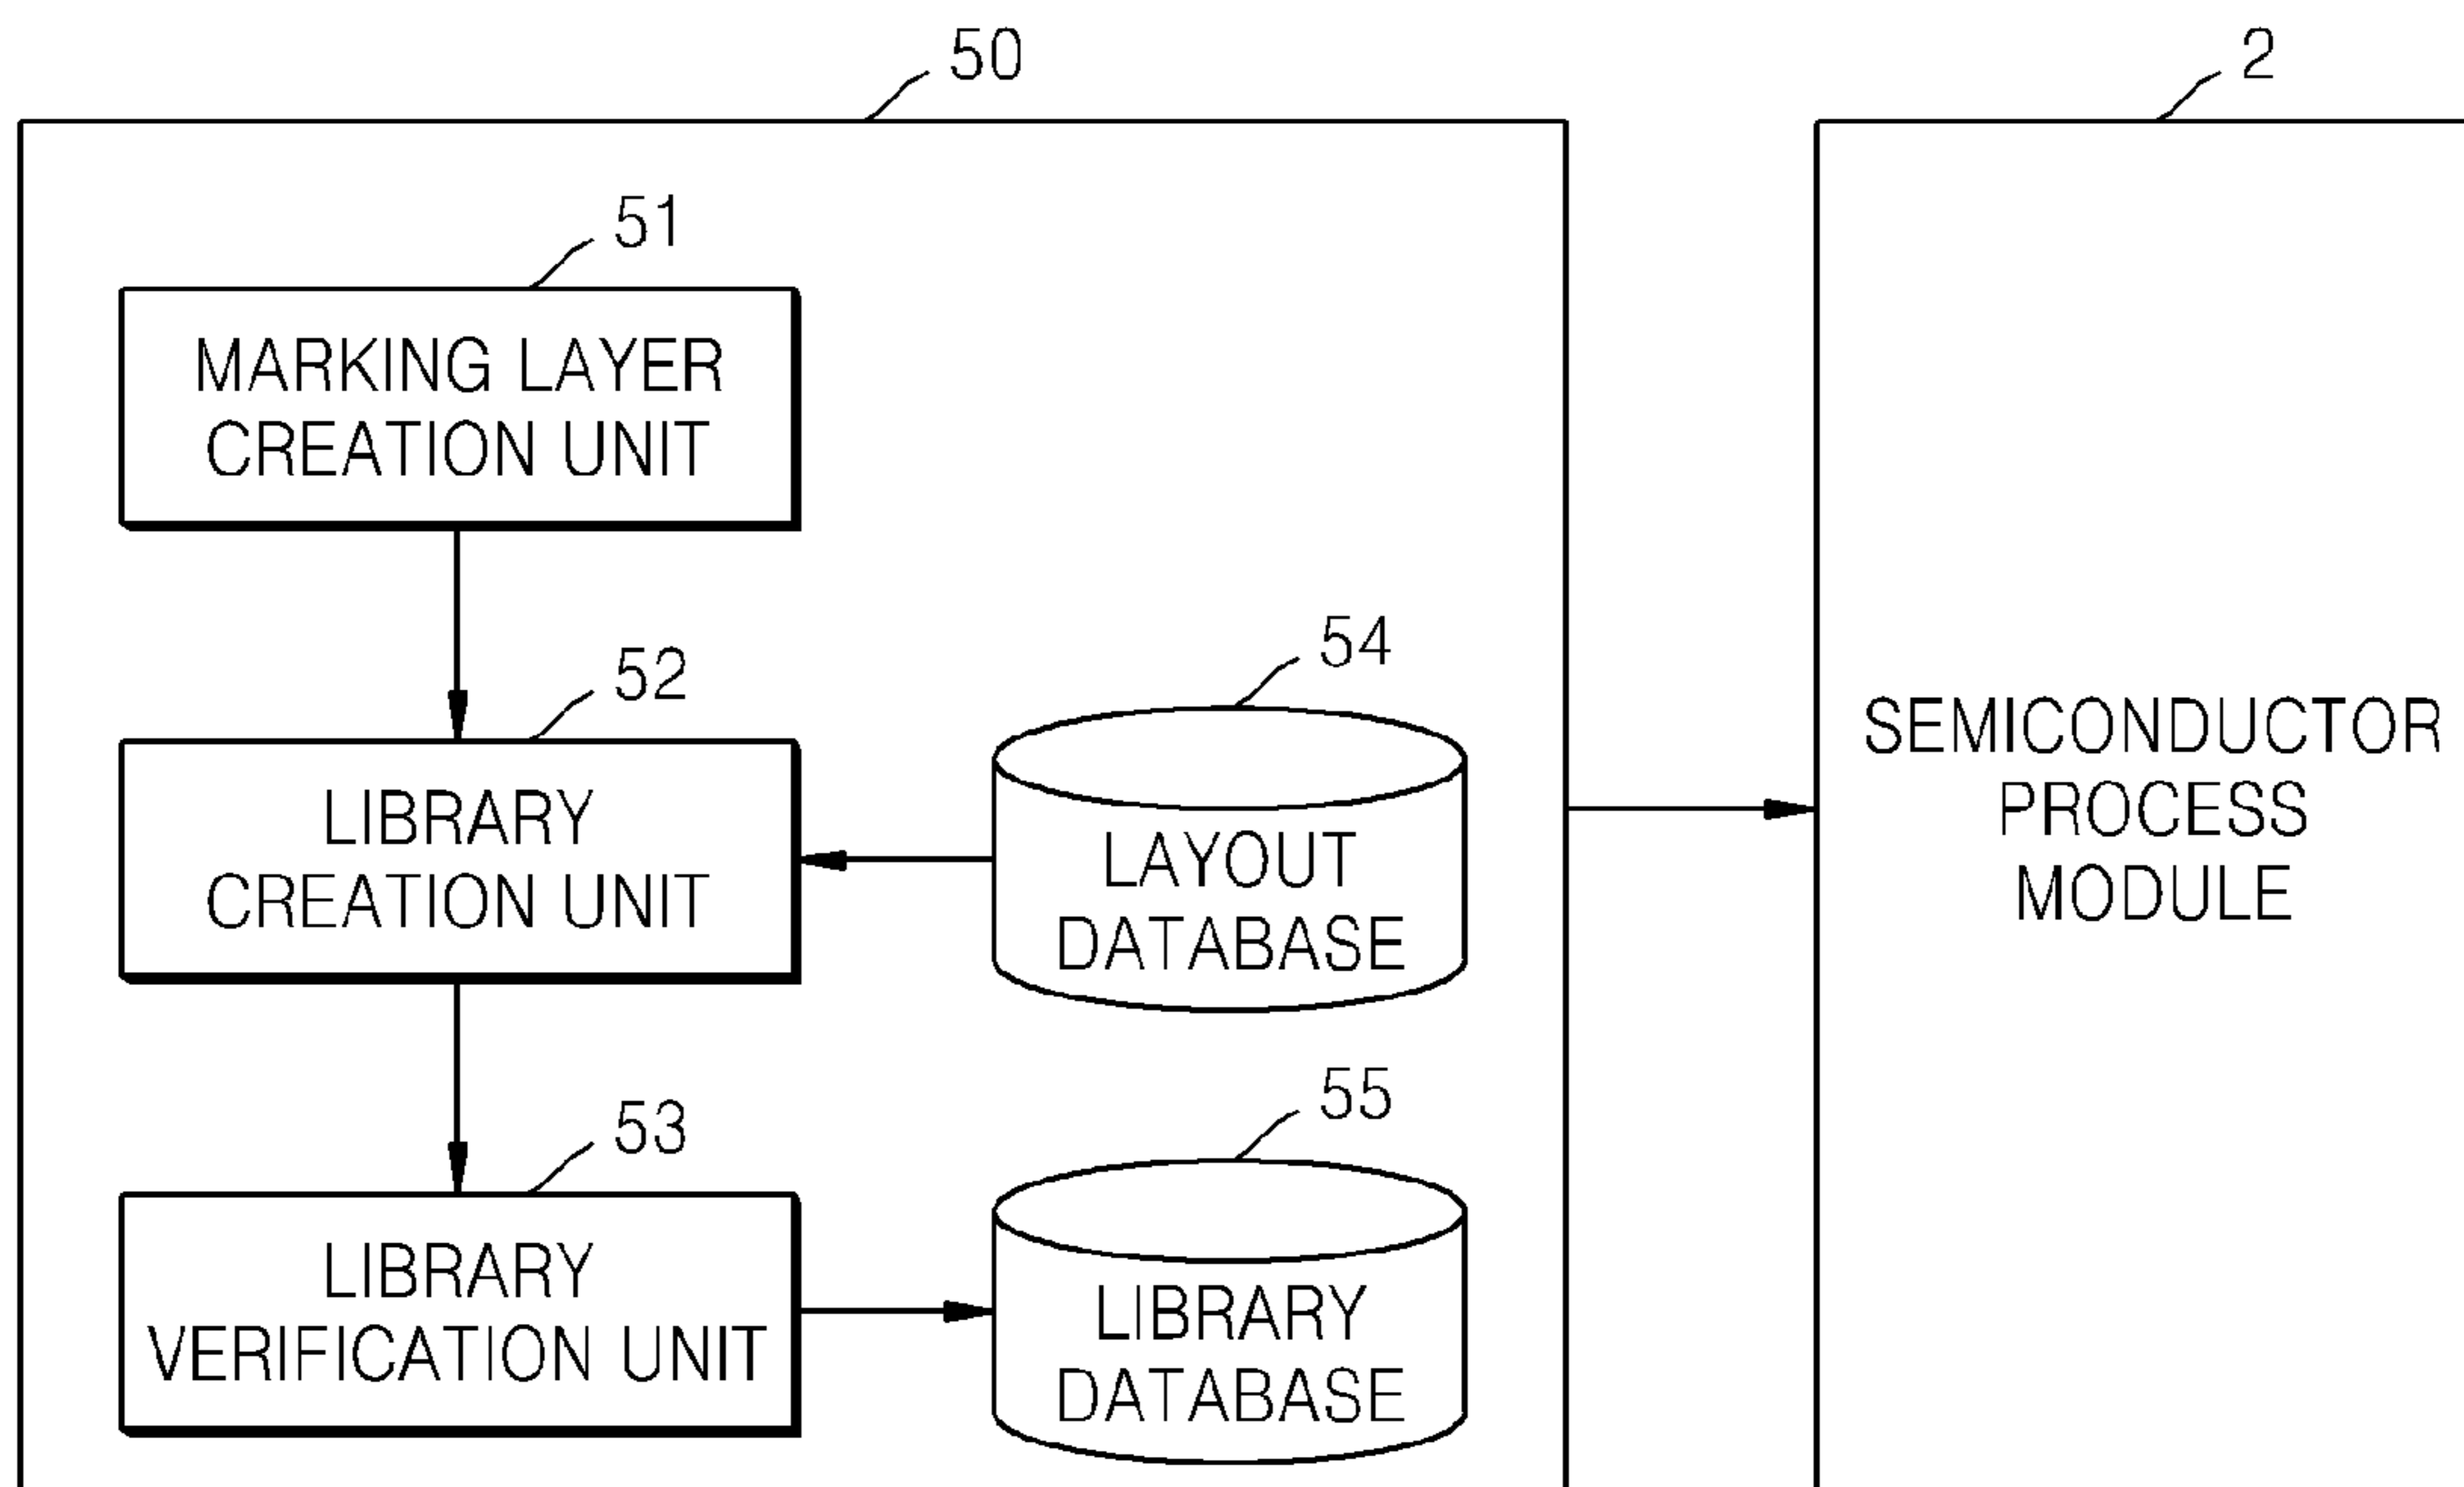 50
2
51
MARKING LAYER
CREATION UNIT
52
LIBRARY
CREATION UNIT
54
LAYOUT
DATABASE
SEMICONDUCTOR
PROCESS
MODULE
53
LIBRARY
VERIFICATION UNIT
55
LIBRARY
DATABASE